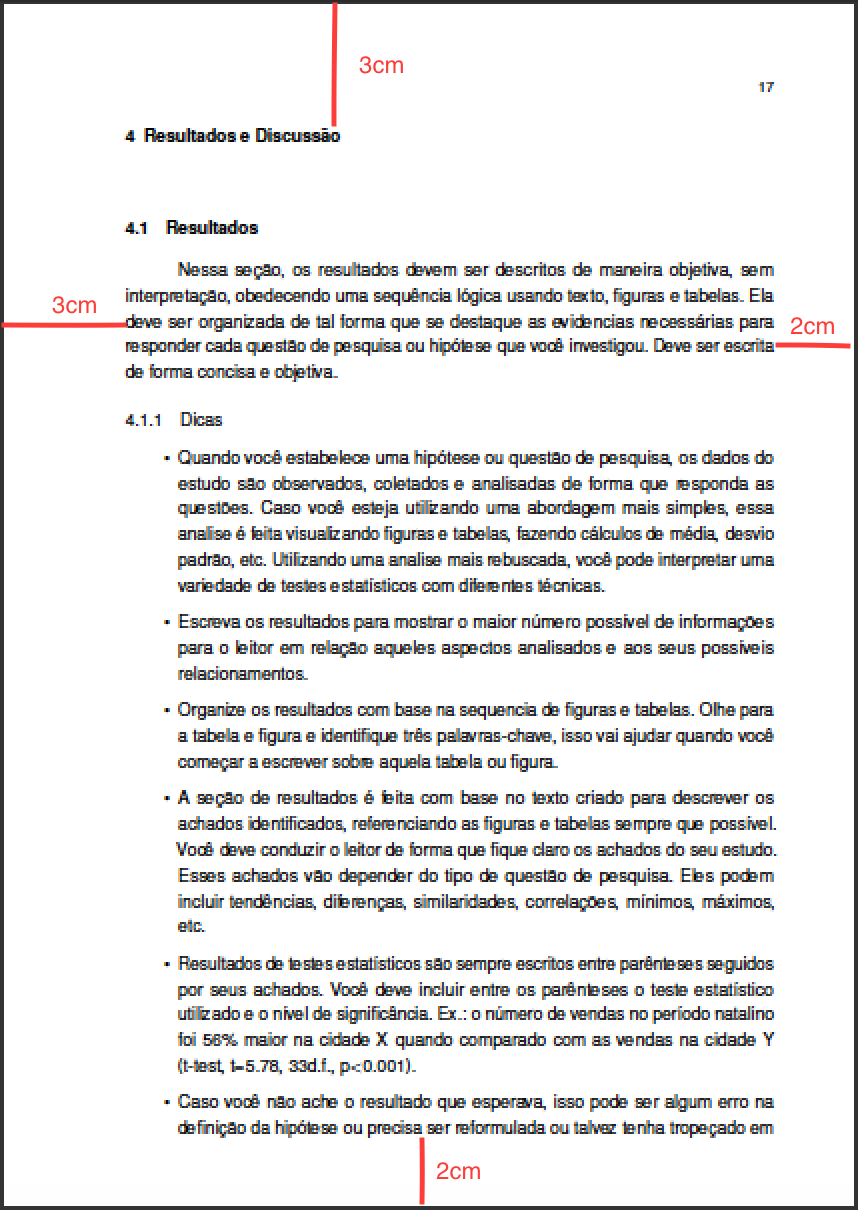 3cm
17
4 Resultados e Discussão
4.1 Resultados
Nessa seção, os resultados devem ser descritos de maneira objetiva, sem
interpretação, obedecendo uma sequência lógica usando texto, figuras e tabelas. Ela
3cm
deve ser organizada de tal forma que se destaque as evidencias necessárias para
2cm
responder cada questão de pesquisa ou hipótese que você investigou. Deve ser escrita
de forma concisa e objetiva.
4.1.1 Dicas
• Quando você estabelece uma hipótese ou questão de pesquisa, os dados do
estudo são observados, coletados e analisadas de forma que responda as
questões. Caso você esteja utilizando uma abordagem mais simples, essa
analise é feita visualizando figuras e tabelas, fazendo cálculos de média, desvio
padrão, etc. Utilizando uma analise mais rebuscada, você pode interpretar uma
variedade de testes estatísticos com diferentes técnicas.
• Escreva os resultados para mostrar o maior número possível de informações
para o leitor em relação aqueles aspectos analisados e aos seus possíveis
relacionamentos.
• Organize os resultados com base na sequencia de figuras e tabelas. Olhe para
a tabela e figura e identifique três palavras-chave, isso vai ajudar quando você
começar a escrever sobre aquela tabela ou figura.
• A seção de resultados é feita com base no texto criado para descrever os
achados identificados, referenciando as figuras e tabelas sempre que possível.
Você deve conduzir o leitor de forma que fique claro os achados do seu estudo.
Esses achados vão depender do tipo de questão de pesquisa. Eles podem
incluir tendências, diferenças, similaridades, correlações, mínimos, máximos,
etc.
• Resultados de testes estatísticos são sempre escritos entre parênteses seguidos
por seus achados. Você deve incluir entre os parênteses o teste estatístico
utilizado e o nível de significância. Ex.: o número de vendas no período natalino
foi 56% maior na cidade X quando comparado com as vendas na cidade Y
(t-test, t=5.78, 33d.f., p<0.001).
• Caso você não ache o resultado que esperava, isso pode ser algum erro na
definição da hipótese ou precisa ser reformulada ou talvez tenha tropeçado em
2cm